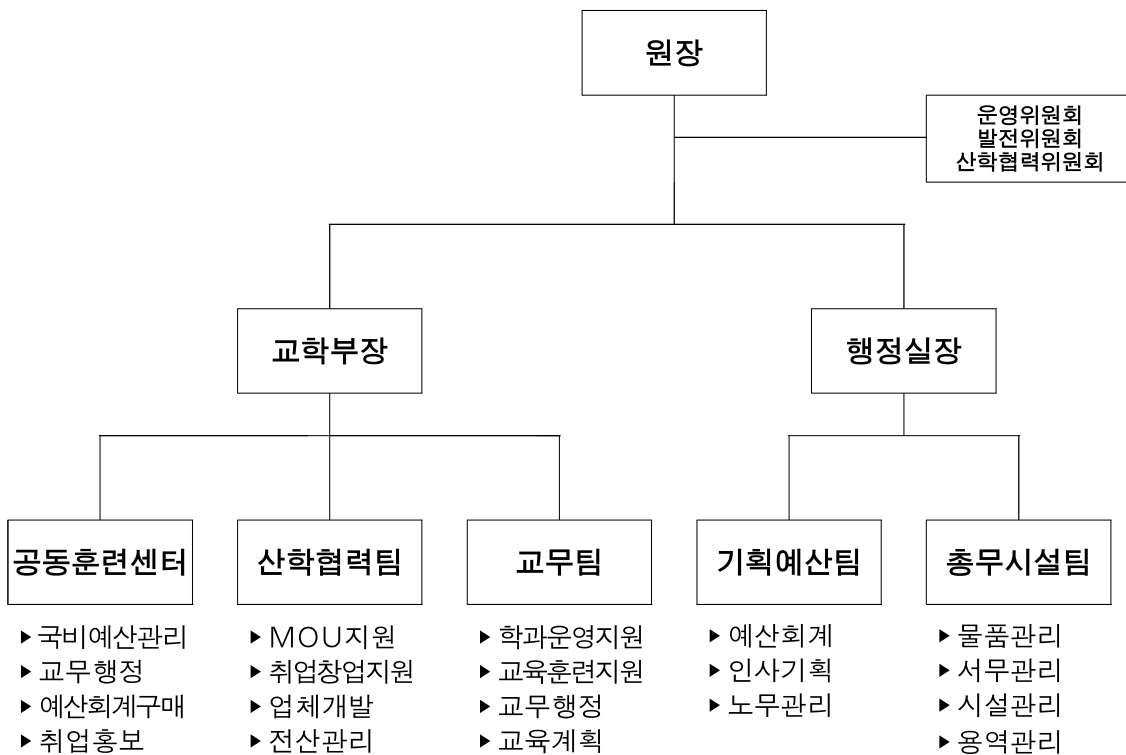 원장
운영위원회
발전위원회
산학협력위원회
교학부장
행정실장
공동훈련센터
산학협력팀
교무팀
기획예산팀
총무시설팀
▶국비예산관리
▶교무행정
▶예산회계구매
▶취업홍보
▶MOU지원
▶취업창업지원
▶업체개발
▶전산관리
▶학과운영지원
▶교육훈련지원
▶교무행정
▶교육계획
▶예산회계
▶인사기획
▶노무관리
▶물품관리
▶서무관리
▶시설관리
▶용역관리